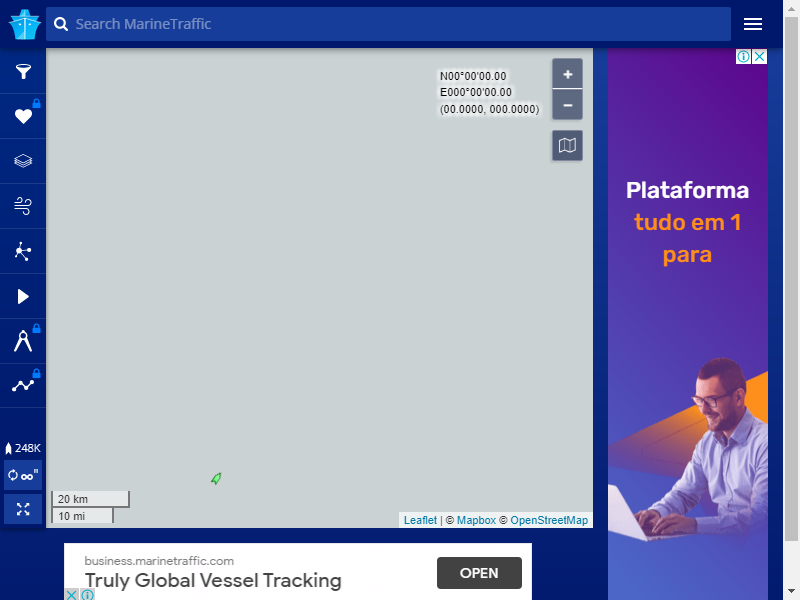 Search MarineTraffic
N00°00'00.00
E000°00'00.00
(00.0000, 000.0000)
+
−
Plataforma
tudo em 1
para
248K
∞"
20 km
10 mi
Leaflet | © Mapbox © OpenStreetMap
business.marinetraffic.com
Truly Global Vessel Tracking
OPEN